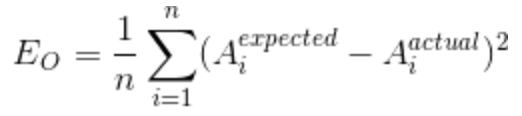 $E_O = \frac{1}{n} \sum_{i=1}^{n} (A_i^{expected} - A_i^{actual})^2$